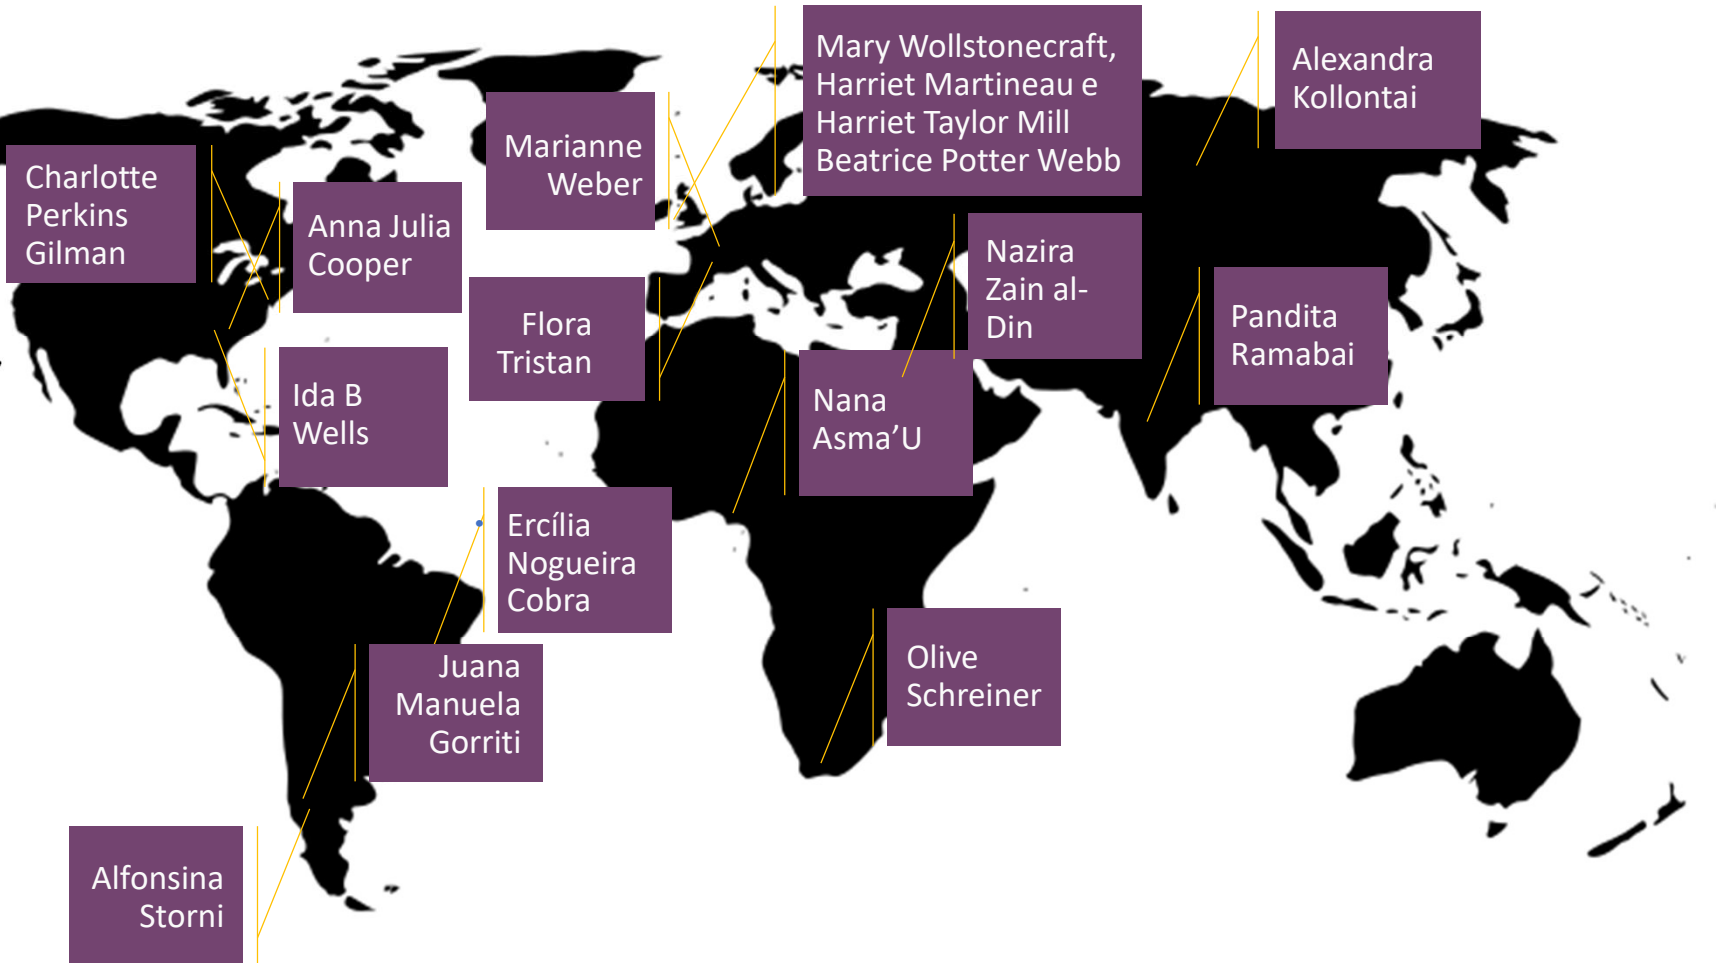 Mary Wollstonecraft,
Harriet Martineau e
Harriet Taylor Mill
Beatrice Potter Webb
Alexandra
Kollontai
Marianne
Weber
Charlotte
Perkins
Gilman
Anna Julia
Cooper
Nazira
Zain al-
Din
Flora
Tristan
Pandita
Ramabai
Ida B
Wells
Nana
Asma’U
Ercília
Nogueira
Cobra
Juana
Manuela
Gorriti
Olive
Schreiner
Alfonsina
Storni